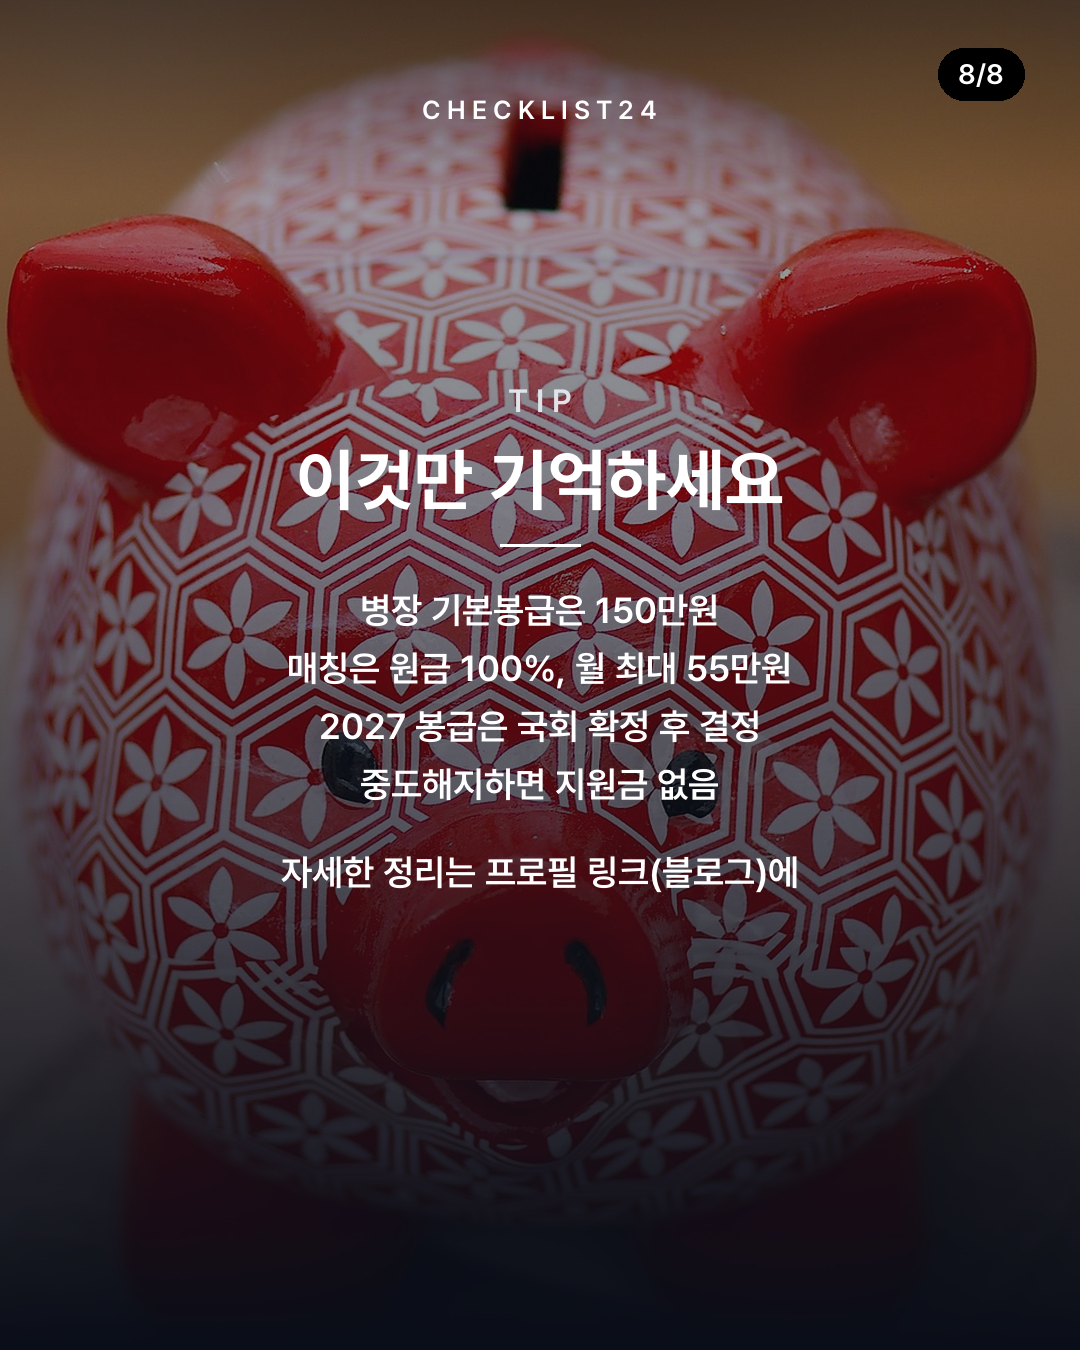 8/8
CHECKLIST24
TIP
이것만 기억하세요
병장 기본봉급은 150만원
매칭은 원금 100%, 월 최대 55만원
2027 봉급은 국회 확정 후 결정
중도해지하면 지원금 없음
자세한 정리는 프로필 링크(블로그)에